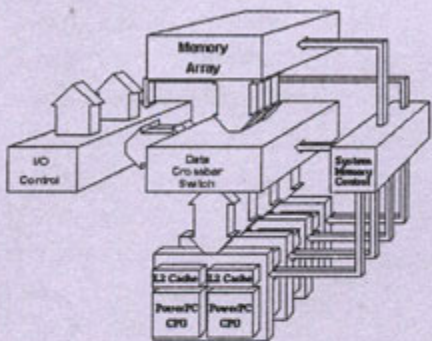 Memory
Array
I/O
Control
Data
Crossbar
Switch
System
Memory
Control
L2 Cache
L2 Cache
PowerPC
CPU
PowerPC
CPU